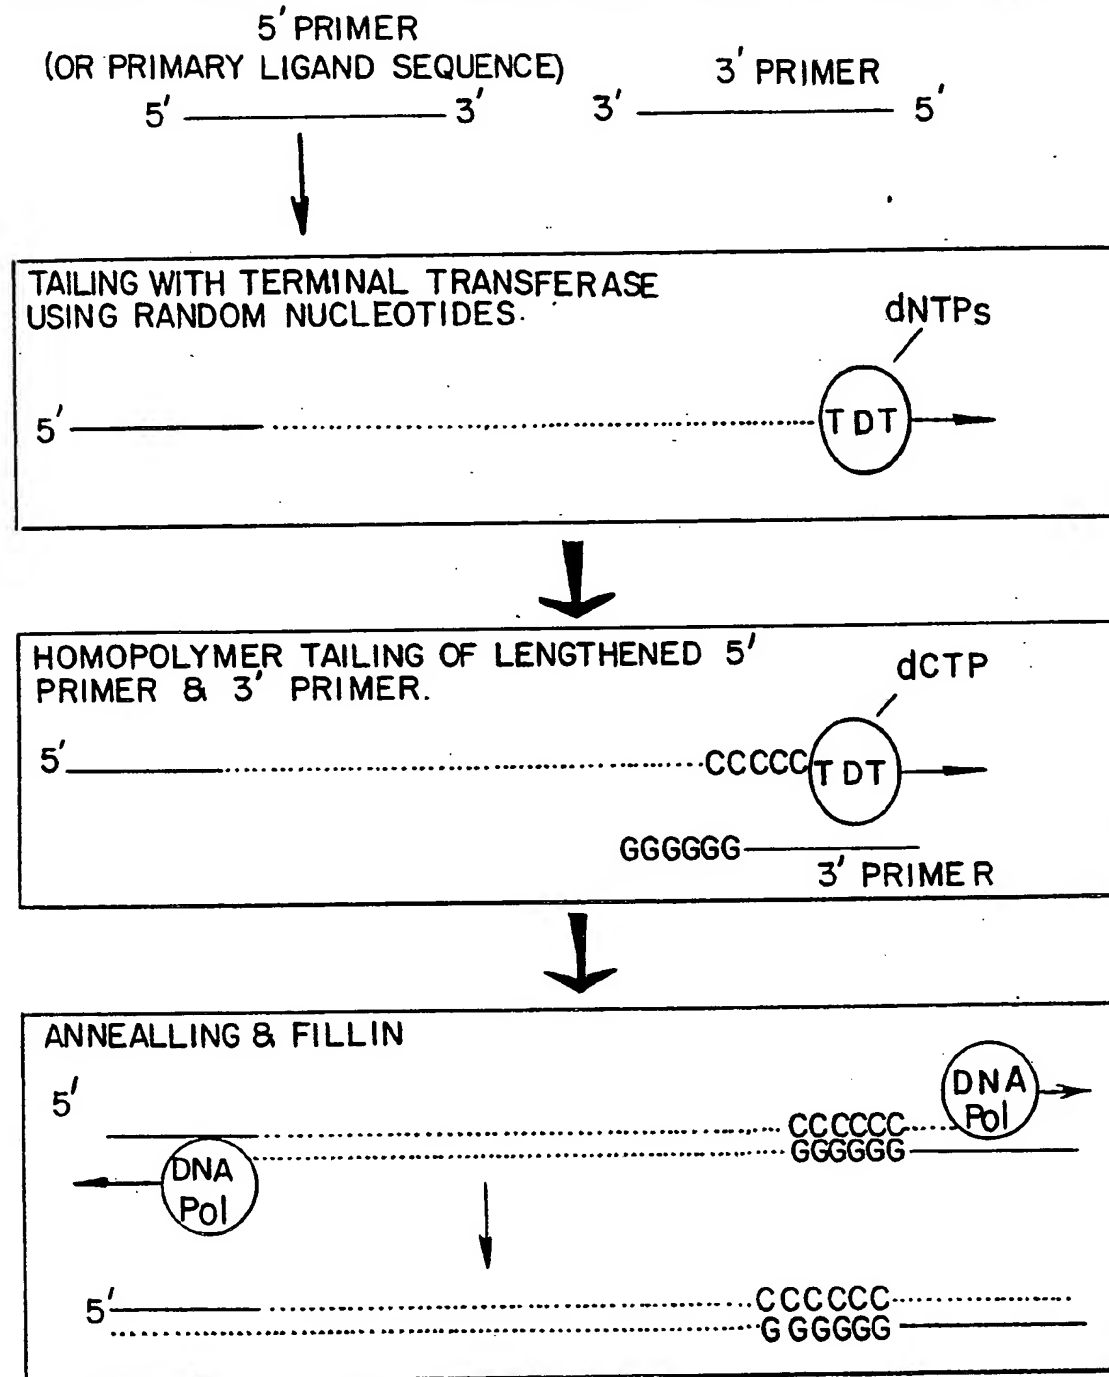 5' PRIMER
(OR PRIMARY LIGAND SEQUENCE)
3' PRIMER
5' 3' 3' 5'
TAILING WITH TERMINAL TRANSFERASE
USING RANDOM NUCLEOTIDES.
dNTPs
5' TDT
HOMOPOLYMER TAILING OF LENGTHENED 5'
PRIMER & 3' PRIMER.
dCTP
5' CCCCC TDT
GGGGGG
3' PRIMER
ANNEALLING & FILLIN
5'
DNA
Pol
CCCCCC
GGGGGG
DNA
Pol
5' CCCCCC
GGGGGG